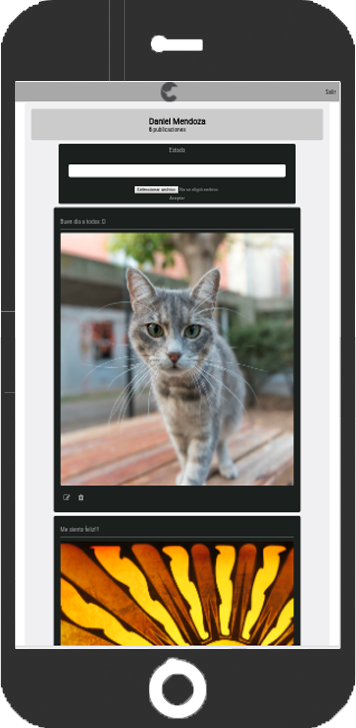 Salir
Daniel Mendoza
6 publicaciones
Estado
Seleccionar archivo No se eligió archivo
Aceptar
Buen día a todos :D
Me siento feliz!!!